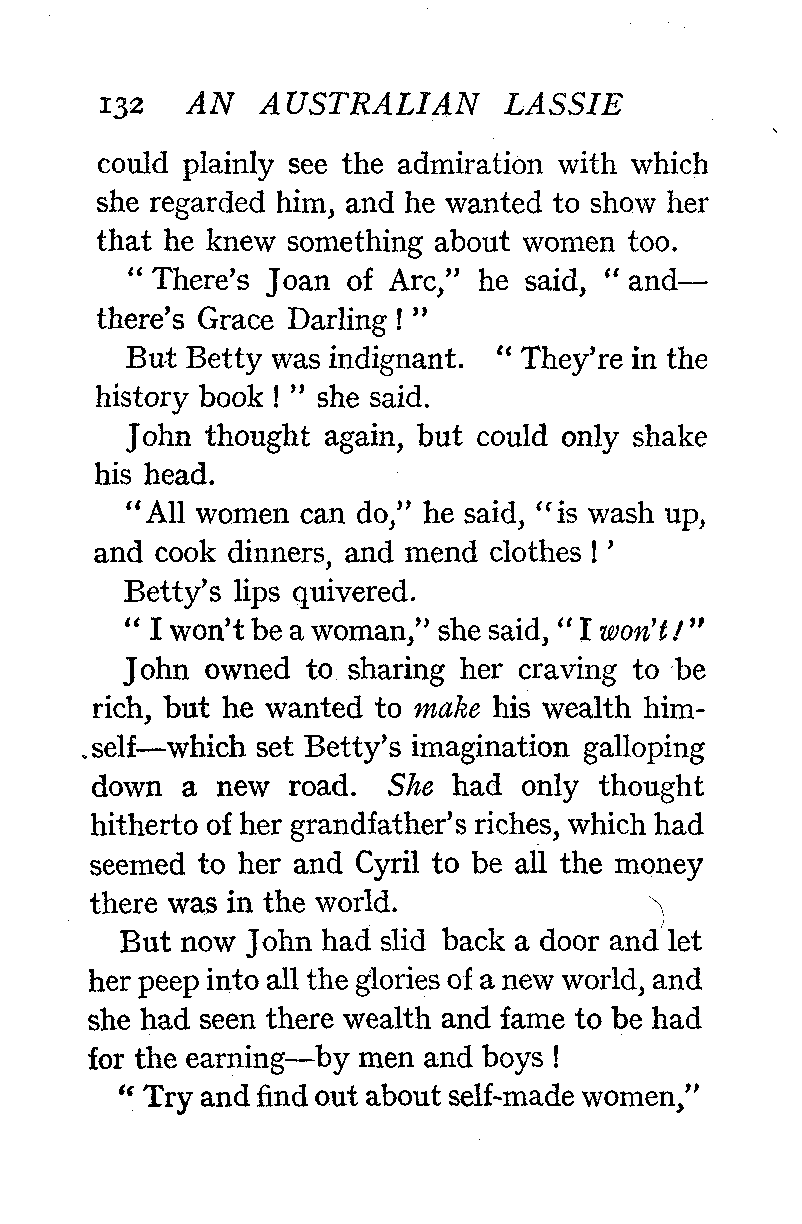 132 AN AUSTRALIAN LASSIE
could plainly see the admiration with which
she regarded him, and he wanted to show her
that he knew something about women too.
" There's Joan of Arc," he said, " and—
there's Grace Darling ! "
But Betty was indignant. " They're in the
history book ! " she said.
John thought again, but could only shake
his head.
"All women can do," he said, "is wash up,
and cook dinners, and mend clothes ! '
Betty's lips quivered.
" I won't be a woman," she said, " I won't ! "
John owned to sharing her craving to be
rich, but he wanted to make his wealth him-
self—which set Betty's imagination galloping
down a new road. She had only thought
hitherto of her grandfather's riches, which had
seemed to her and Cyril to be all the money
there was in the world.
But now John had slid back a door and let
her peep into all the glories of a new world, and
she had seen there wealth and fame to be had
for the earning—by men and boys !
" Try and find out about self-made women,"